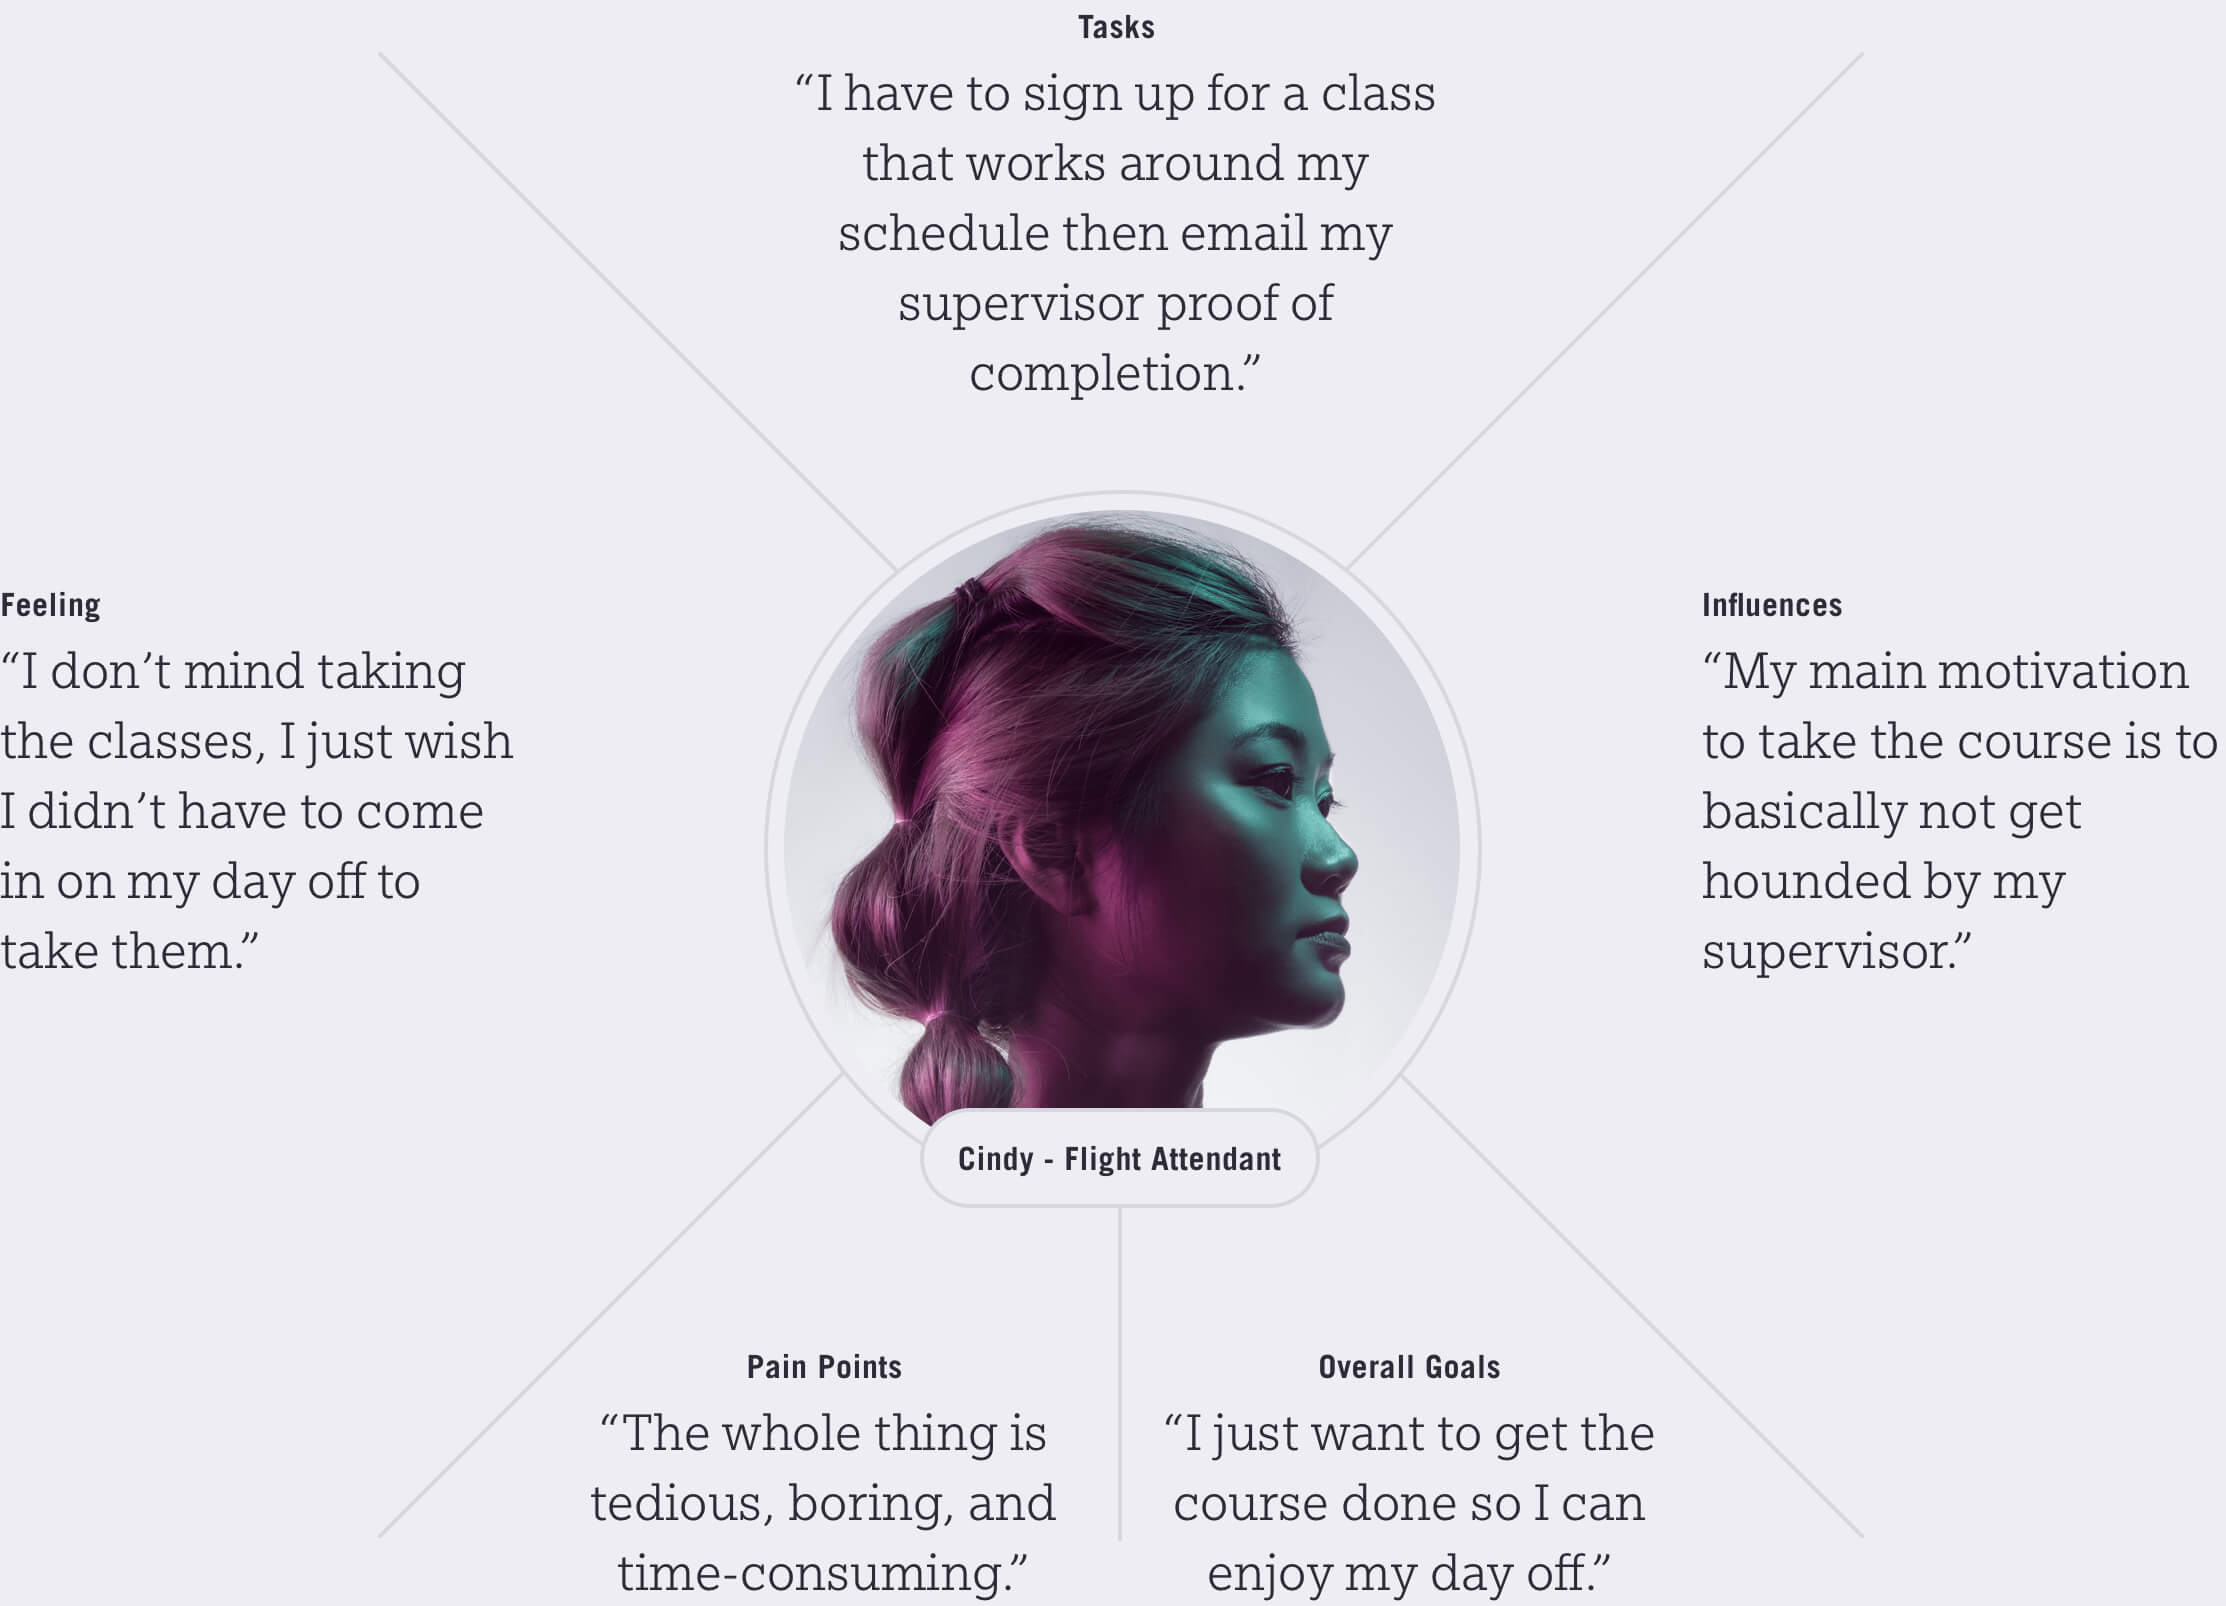 Tasks
“I have to sign up for a class
that works around my
schedule then email my
supervisor proof of
completion.”
Feeling
“I don’t mind taking
the classes, I just wish
I didn’t have to come
in on my day off to
take them.”
Influences
“My main motivation
to take the course is to
basically not get
hounded by my
supervisor.”
Cindy - Flight Attendant
Pain Points
“The whole thing is
tedious, boring, and
time-consuming.”
Overall Goals
“I just want to get the
course done so I can
enjoy my day off.”